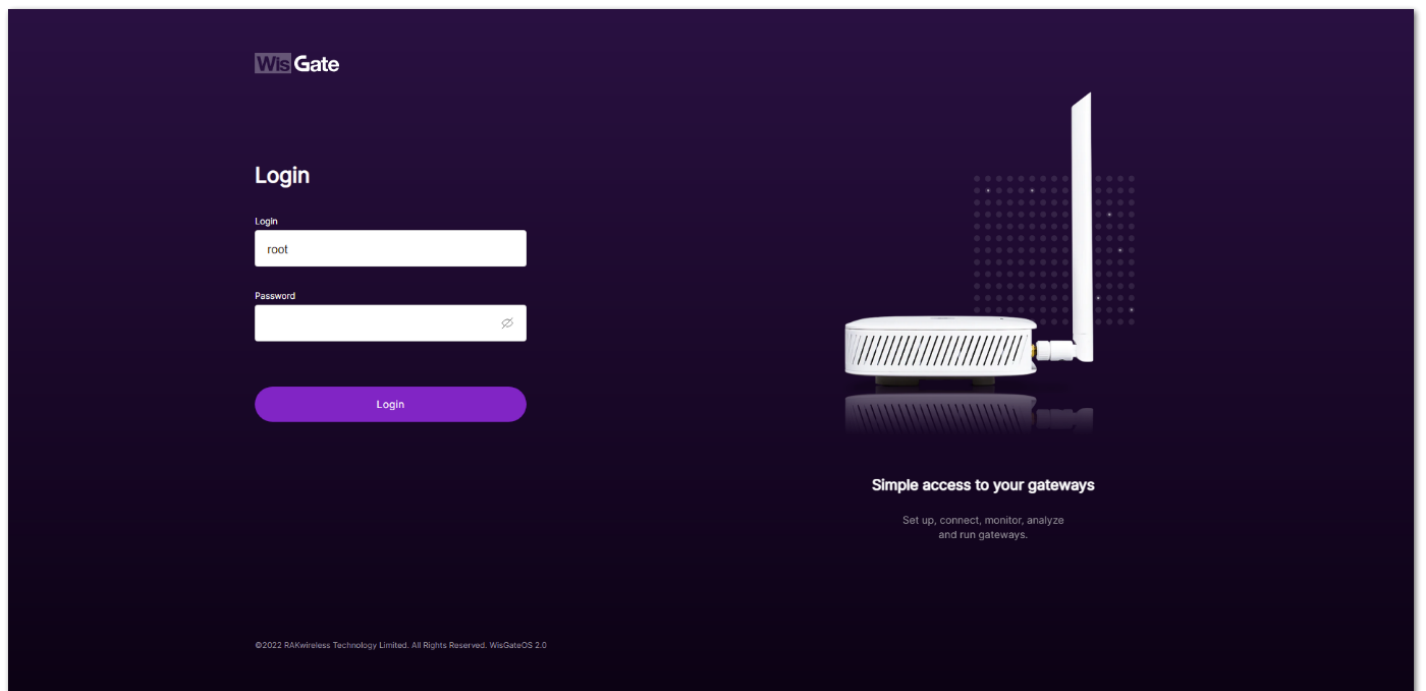 WisGate
Login
Login
root
Password
Login
Simple access to your gateways
Set up, connect, monitor, analyze
and run gateways.
©2022 RAKwireless Technology Limited. All Rights Reserved. WisGateOS 2.0